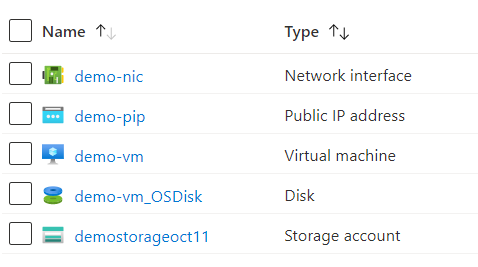 Name ↑↓ Type ↑↓
demo-nic Network interface
demo-pip Public IP address
demo-vm Virtual machine
demo-vm_OSDisk Disk
demostorageoct11 Storage account